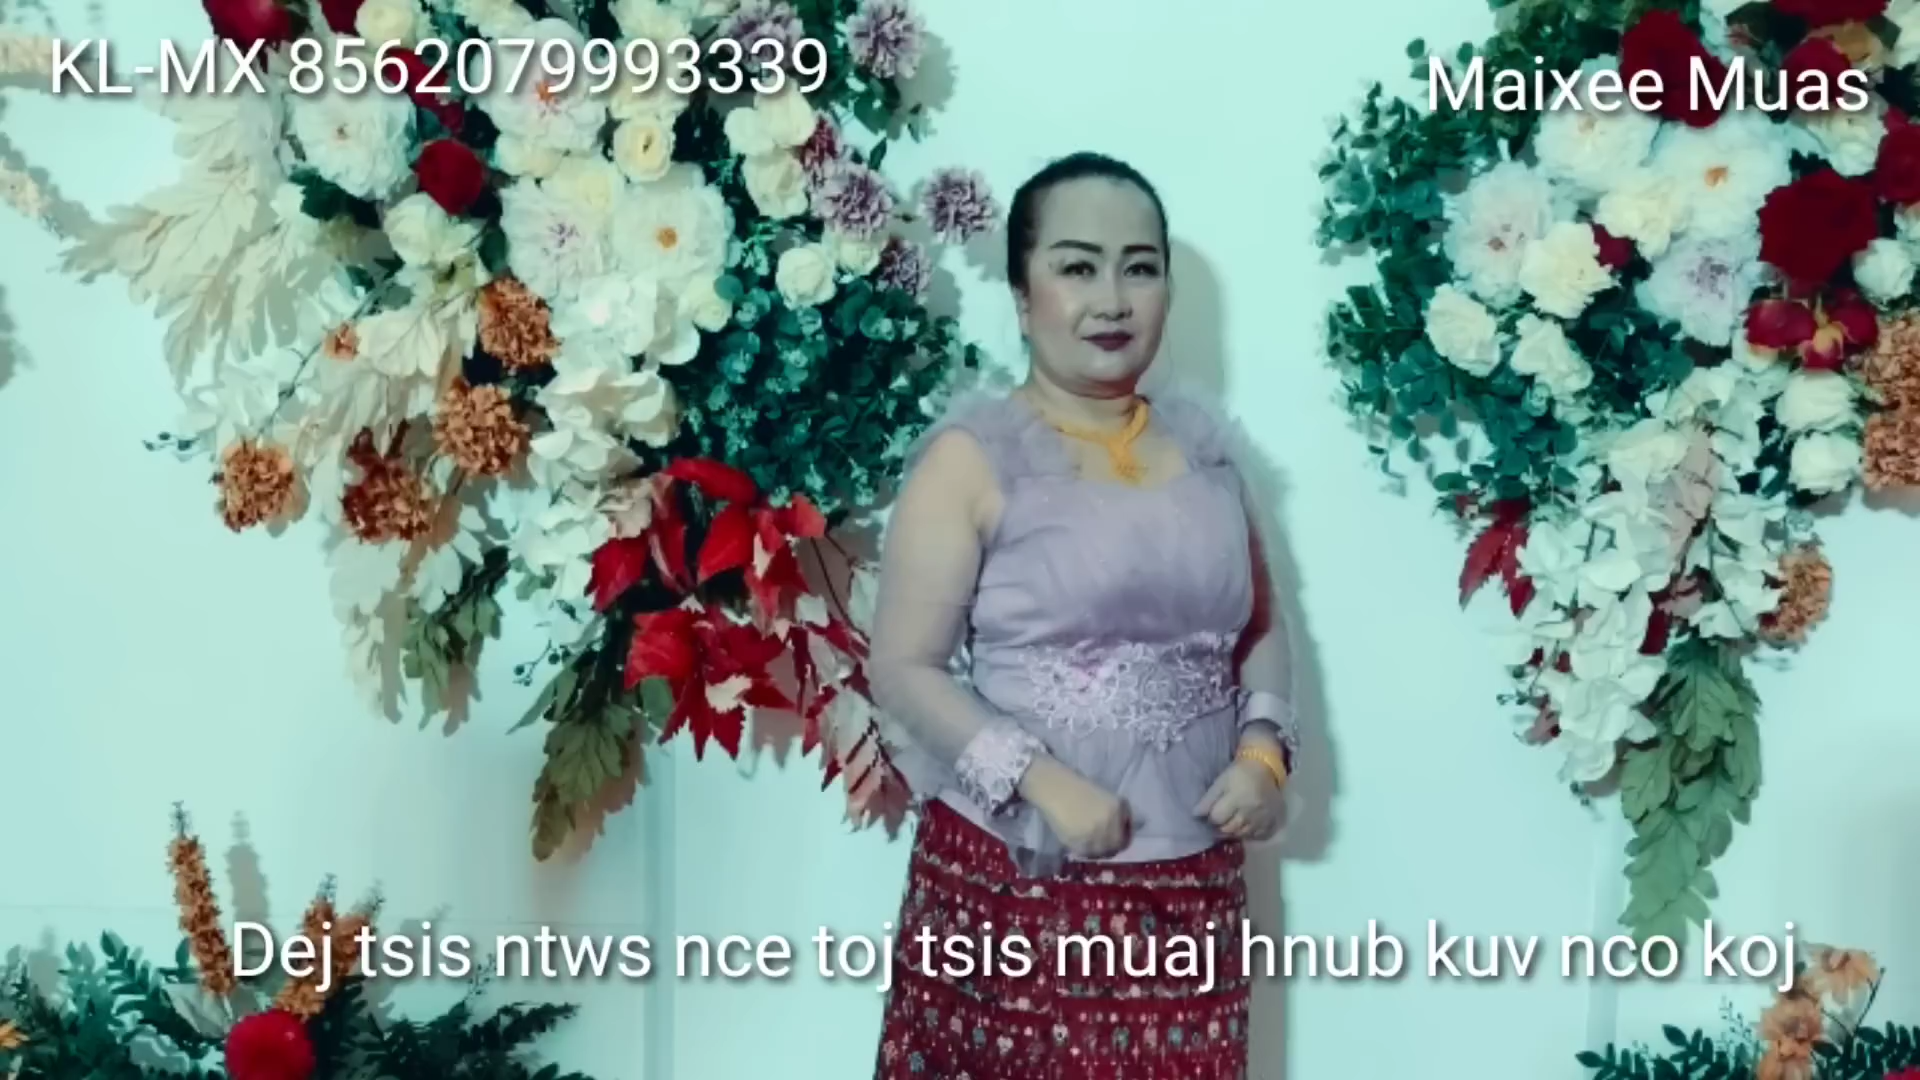 KL-MX 8562079993339
Maixee Muas
Dej tsis ntws nce toj tsis muaj hnub kuv nco koj